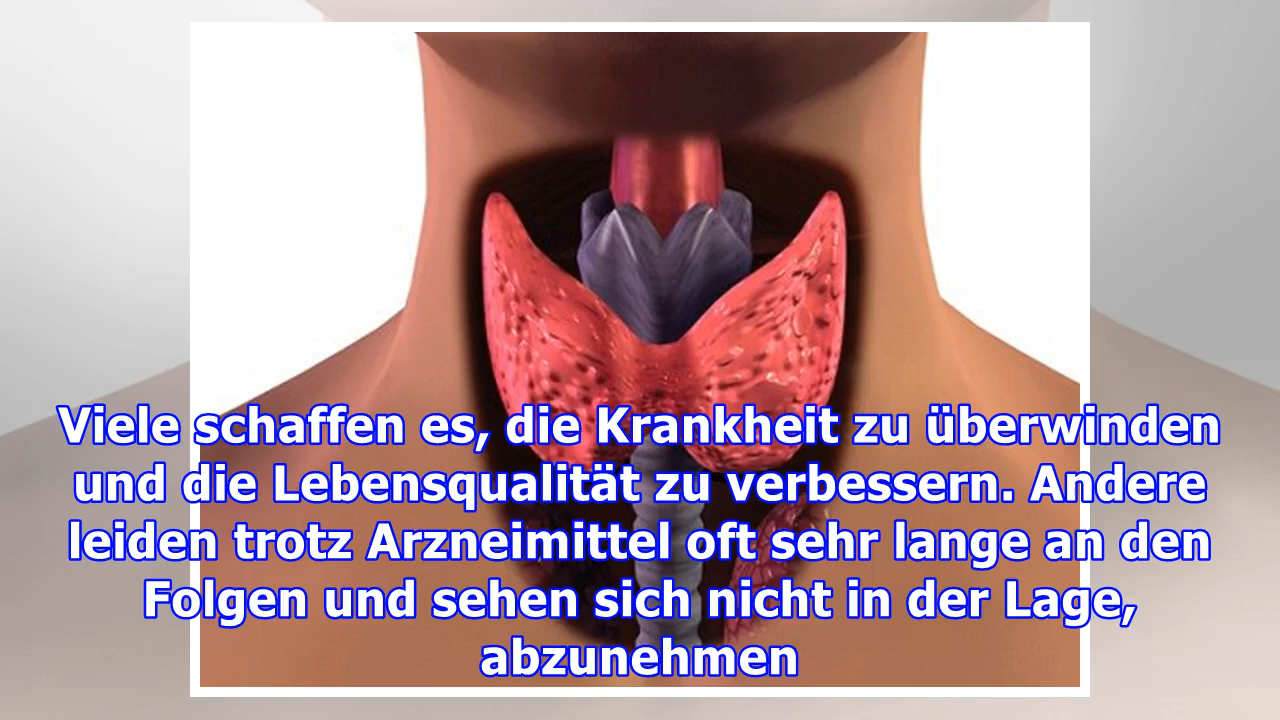 Viele schaffen es, die Krankheit zu überwinden
und die Lebensqualität zu verbessern. Andere
leiden trotz Arzneimittel oft sehr lange an den
Folgen und sehen sich nicht in der Lage,
abzunehmen